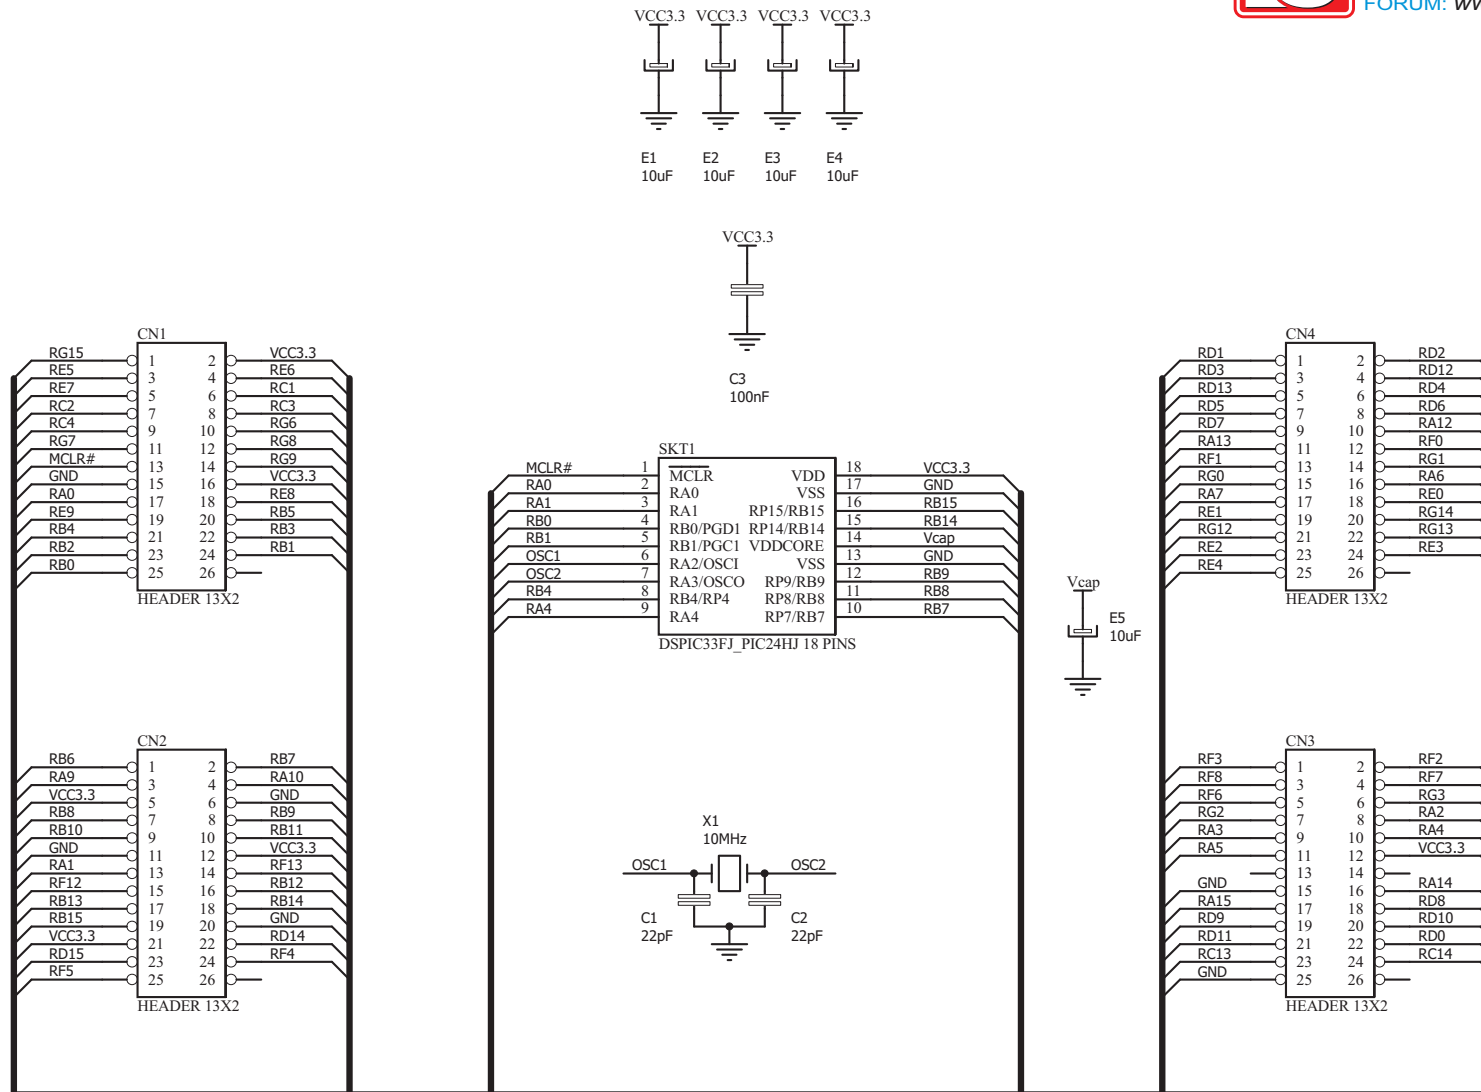 FORUM:
VCC3.3 VCC3.3 VCC3.3 VCC3.3
E1 E2 E3 E4
10uF 10uF 10uF 10uF
VCC3.3
C3
100nF
CN1
RG15 1 2 VCC3.3
RE5 3 4 RE6
RE7 5 6 RC1
RC2 7 8 RC3
RC4 9 10 RG6
RG7 11 12 RG8
MCLR# 13 14 RG9
GND 15 16 VCC3.3
RA0 17 18 RE8
RE9 19 20 RB5
RB4 21 22 RB3
RB2 23 24 RB1
RB0 25 26
HEADER 13X2
SKT1
MCLR# 1 MCLR VDD 18 VCC3.3
RA0 2 RA0 VSS 17 GND
RA1 3 RA1 RP15/RB15 16 RB15
RB0 4 RB0/PGD1 RP14/RB14 15 RB14
RB1 5 RB1/PGC1 VDDCORE 14 Vcap
OSC1 6 RA2/OSCI VSS 13 GND
OSC2 7 RA3/OSCO RP9/RB9 12 RB9
RB4 8 RB4/RP4 RP8/RB8 11 RB8
RA4 9 RA4 RP7/RB7 10 RB7
DSPIC33FJ_PIC24HJ 18 PINS
Vcap
E5
10uF
CN4
RD1 1 2 RD2
RD3 3 4 RD12
RD13 5 6 RD4
RD5 7 8 RD6
RD7 9 10 RA12
RA13 11 12 RF0
RF1 13 14 RG1
RG0 15 16 RA6
RA7 17 18 RE0
RE1 19 20 RG14
RG12 21 22 RG13
RE2 23 24 RE3
RE4 25 26
HEADER 13X2
CN2
RB6 1 2 RB7
RA9 3 4 RA10
VCC3.3 5 6 GND
RB8 7 8 RB9
RB10 9 10 RB11
GND 11 12 VCC3.3
RA1 13 14 RF13
RF12 15 16 RB12
RB13 17 18 RB14
RB15 19 20 GND
VCC3.3 21 22 RD14
RD15 23 24 RF4
RF5 25 26
HEADER 13X2
X1
10MHz
OSC1 OSC2
C1 C2
22pF 22pF
CN3
RF3 1 2 RF2
RF8 3 4 RF7
RF6 5 6 RG3
RG2 7 8 RA2
RA3 9 10 RA4
RA5 11 12 VCC3.3
13 14
GND 15 16 RA14
RA15 17 18 RD8
RD9 19 20 RD10
RD11 21 22 RD0
RC13 23 24 RC14
GND 25 26
HEADER 13X2